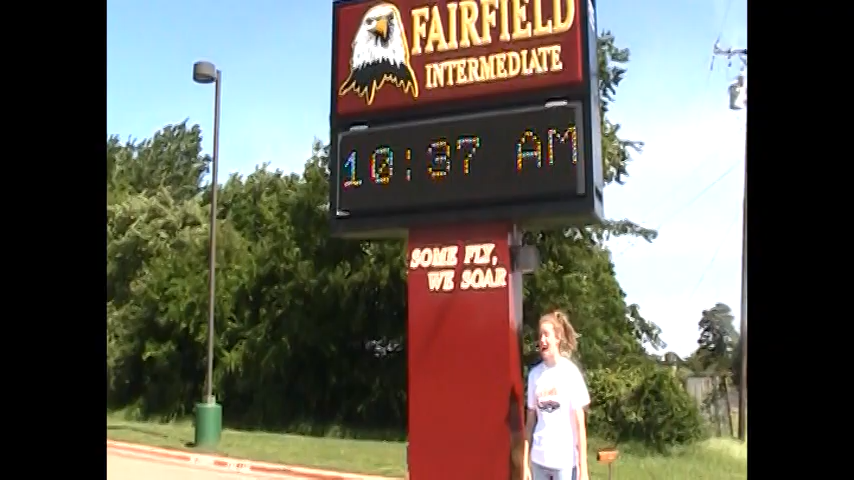 FAIRFIELD
INTERMEDIATE
10:37 AM
SOME FLY,
WE SOAR